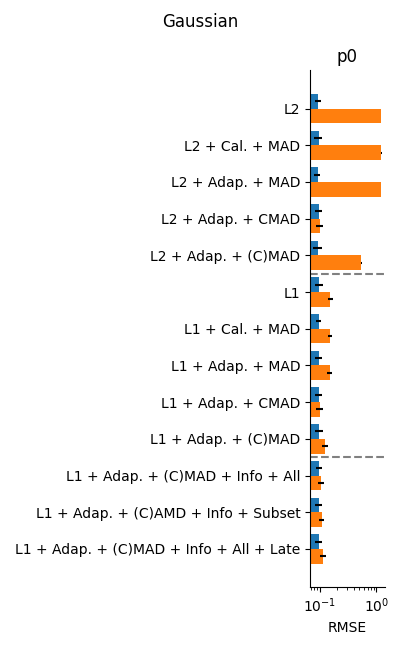 Gaussian
p0
L2
L2 + Cal. + MAD
L2 + Adap. + MAD
L2 + Adap. + CMAD
L2 + Adap. + (C)MAD
L1
L1 + Cal. + MAD
L1 + Adap. + MAD
L1 + Adap. + CMAD
L1 + Adap. + (C)MAD
L1 + Adap. + (C)MAD + Info + All
L1 + Adap. + (C)AMD + Info + Subset
L1 + Adap. + (C)MAD + Info + All + Late
10⁻¹ 10⁰
RMSE